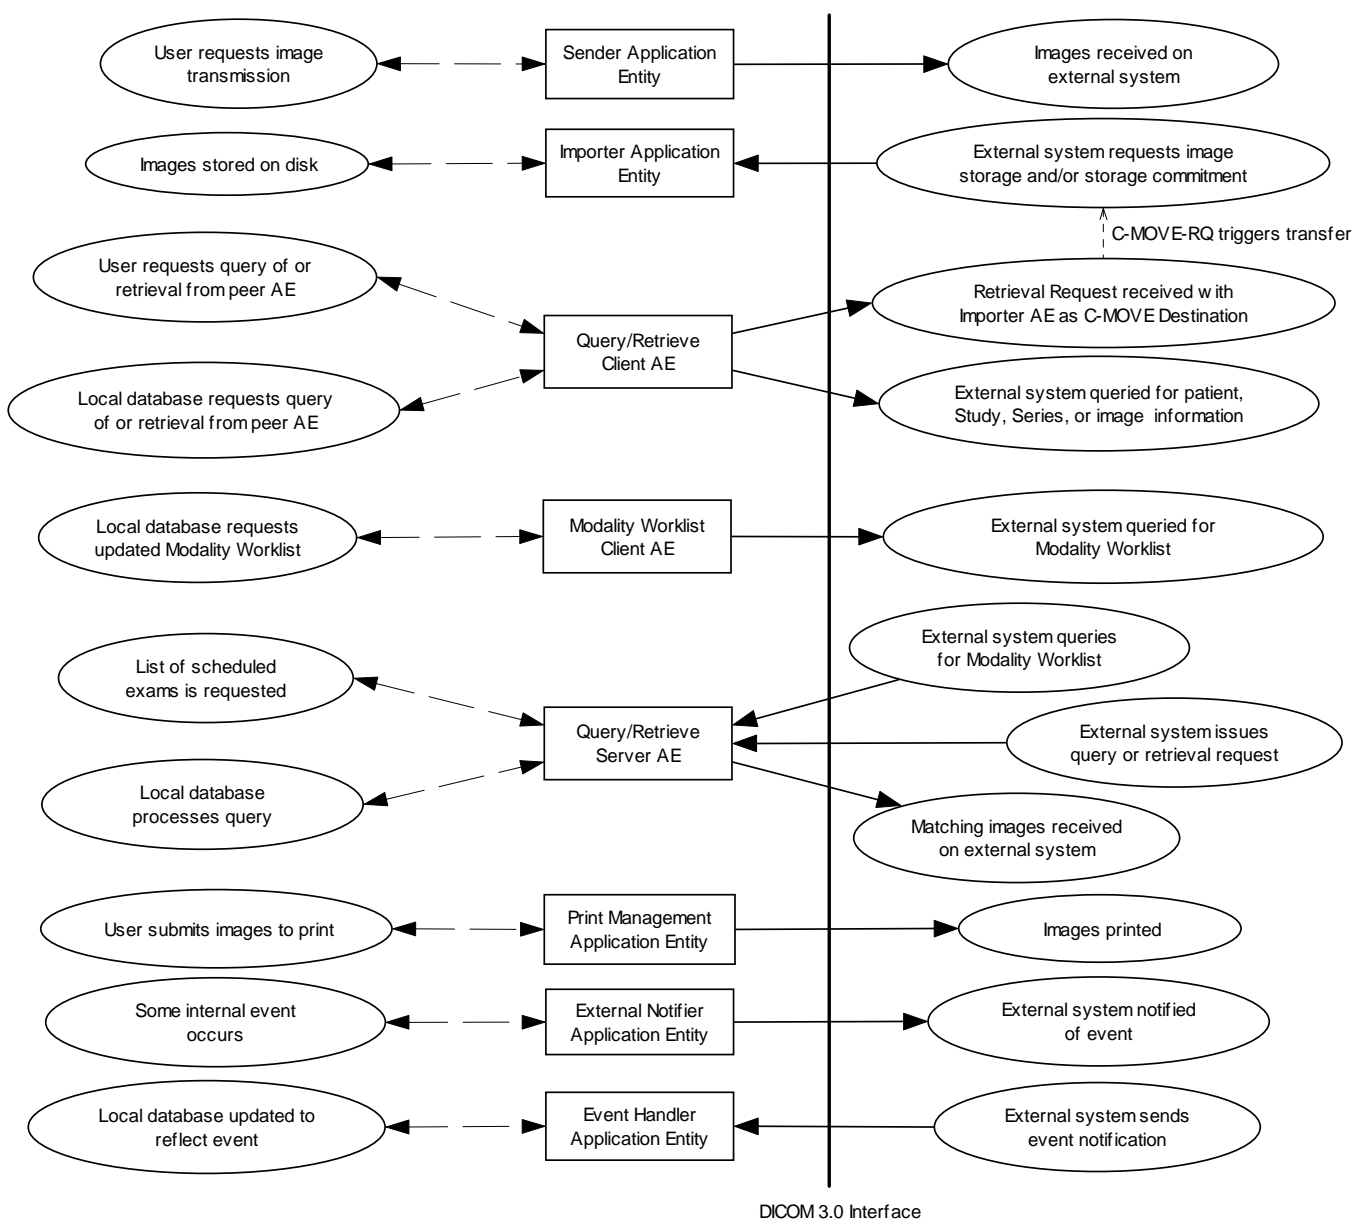 User requests image
transmission
Sender Application
Entity
Images received on
external system
Images stored on disk
Importer Application
Entity
External system requests image
storage and/or storage commitment
C-MOVE-RQ triggers transfer
User requests query of or
retrieval from peer AE
Retrieval Request received with
Importer AE as C-MOVE Destination
Query/Retrieve
Client AE
Local database requests query
of or retrieval from peer AE
External system queried for patient,
Study, Series, or image information
Local database requests
updated Modality Worklist
Modality Worklist
Client AE
External system queried for
Modality Worklist
External system queries
for Modality Worklist
List of scheduled
exams is requested
Query/Retrieve
Server AE
External system issues
query or retrieval request
Local database
processes query
Matching images received
on external system
User submits images to print
Print Management
Application Entity
Images printed
Some internal event
occurs
External Notifier
Application Entity
External system notified
of event
Local database updated to
reflect event
Event Handler
Application Entity
External system sends
event notification
DICOM 3.0 Interface